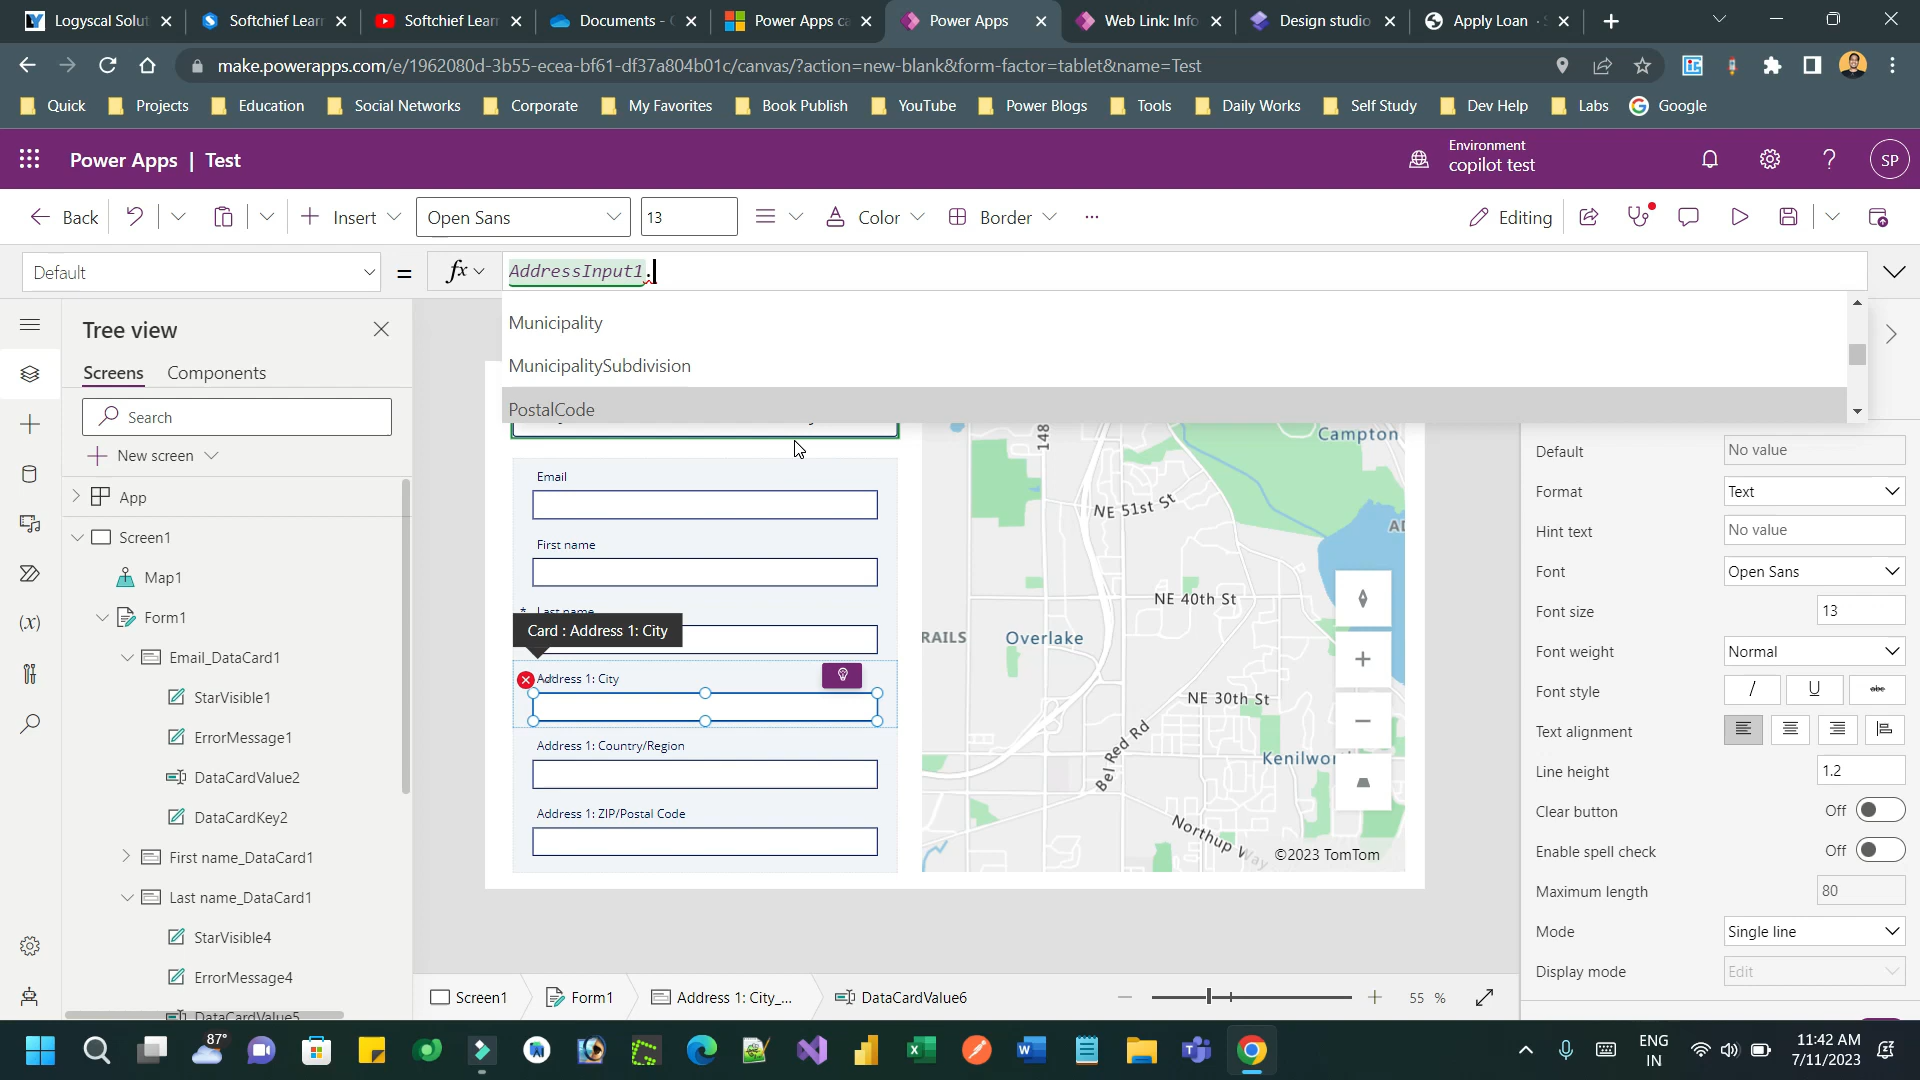 Logyscal Solut
Softchief Lear
Softchief Lear
Documents -
Power Apps ca
Power Apps
Web Link: Info
Design studio
Apply Loan
make.powerapps.com/e/1962080d-3b55-ecea-bf61-df37a804b01c/canvas/?action=new-blank&form-factor=tablet&name=Test
Quick
Projects
Education
Social Networks
Corporate
My Favorites
Book Publish
YouTube
Power Blogs
Tools
Daily Works
Self Study
Dev Help
Labs
Google
Power Apps | Test
Environment
copilot test
SP
Back
Insert
Open Sans
13
Color
Border
Editing
Default
=
fx
AddressInput1.
Municipality
MunicipalitySubdivision
PostalCode
Tree view
Screens
Components
Search
New screen
App
Screen1
Map1
Form1
Email_DataCard1
StarVisible1
ErrorMessage1
DataCardValue2
DataCardKey2
First name_DataCard1
Last name_DataCard1
StarVisible4
ErrorMessage4
DataCardValue5
Email
First name
* Last name
Card : Address 1: City
Address 1: City
Address 1: Country/Region
Address 1: ZIP/Postal Code
148
Campton
NE 51st St
NE 40th St
RAILS
Overlake
NE 30th St
Bel Red Rd
Kenilwor
Northup Way
©2023 TomTom
Default
No value
Format
Text
Hint text
No value
Font
Open Sans
Font size
13
Font weight
Normal
Font style
/
U
abc
Text alignment
Line height
1.2
Clear button
Off
Enable spell check
Off
Maximum length
80
Mode
Single line
Display mode
Edit
Screen1
Form1
Address 1: City_...
DataCardValue6
55 %
87°
ENG
IN
11:42 AM
7/11/2023